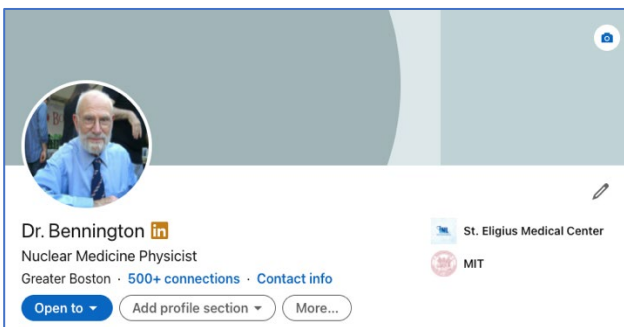 Dr. Bennington in
Nuclear Medicine Physicist
Greater Boston · 500+ connections · Contact info
Open to
Add profile section
More...
St. Eligius Medical Center
MIT